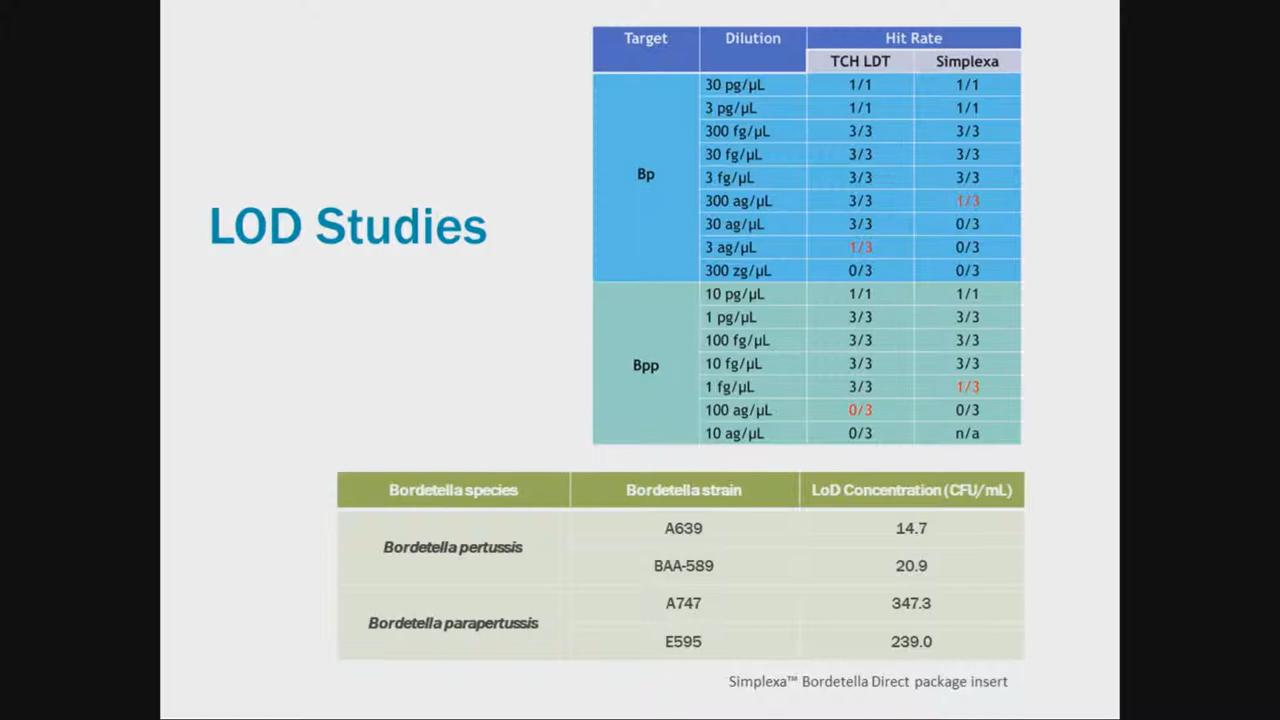 LOD Studies
Target Dilution Hit Rate
TCH LDT Simplexa
Bp
30 pg/µL 1/1 1/1
3 pg/µL 1/1 1/1
300 fg/µL 3/3 3/3
30 fg/µL 3/3 3/3
3 fg/µL 3/3 3/3
300 ag/µL 3/3 1/3
30 ag/µL 3/3 0/3
3 ag/µL 1/3 0/3
300 zg/µL 0/3 0/3
Bpp
10 pg/µL 1/1 1/1
1 pg/µL 3/3 3/3
100 fg/µL 3/3 3/3
10 fg/µL 3/3 3/3
1 fg/µL 3/3 1/3
100 ag/µL 0/3 0/3
10 ag/µL 0/3 n/a
Bordetella species Bordetella strain LoD Concentration (CFU/mL)
Bordetella pertussis
A639 14.7
BAA-589 20.9
Bordetella parapertussis
A747 347.3
E595 239.0
Simplexa™ Bordetella Direct package insert